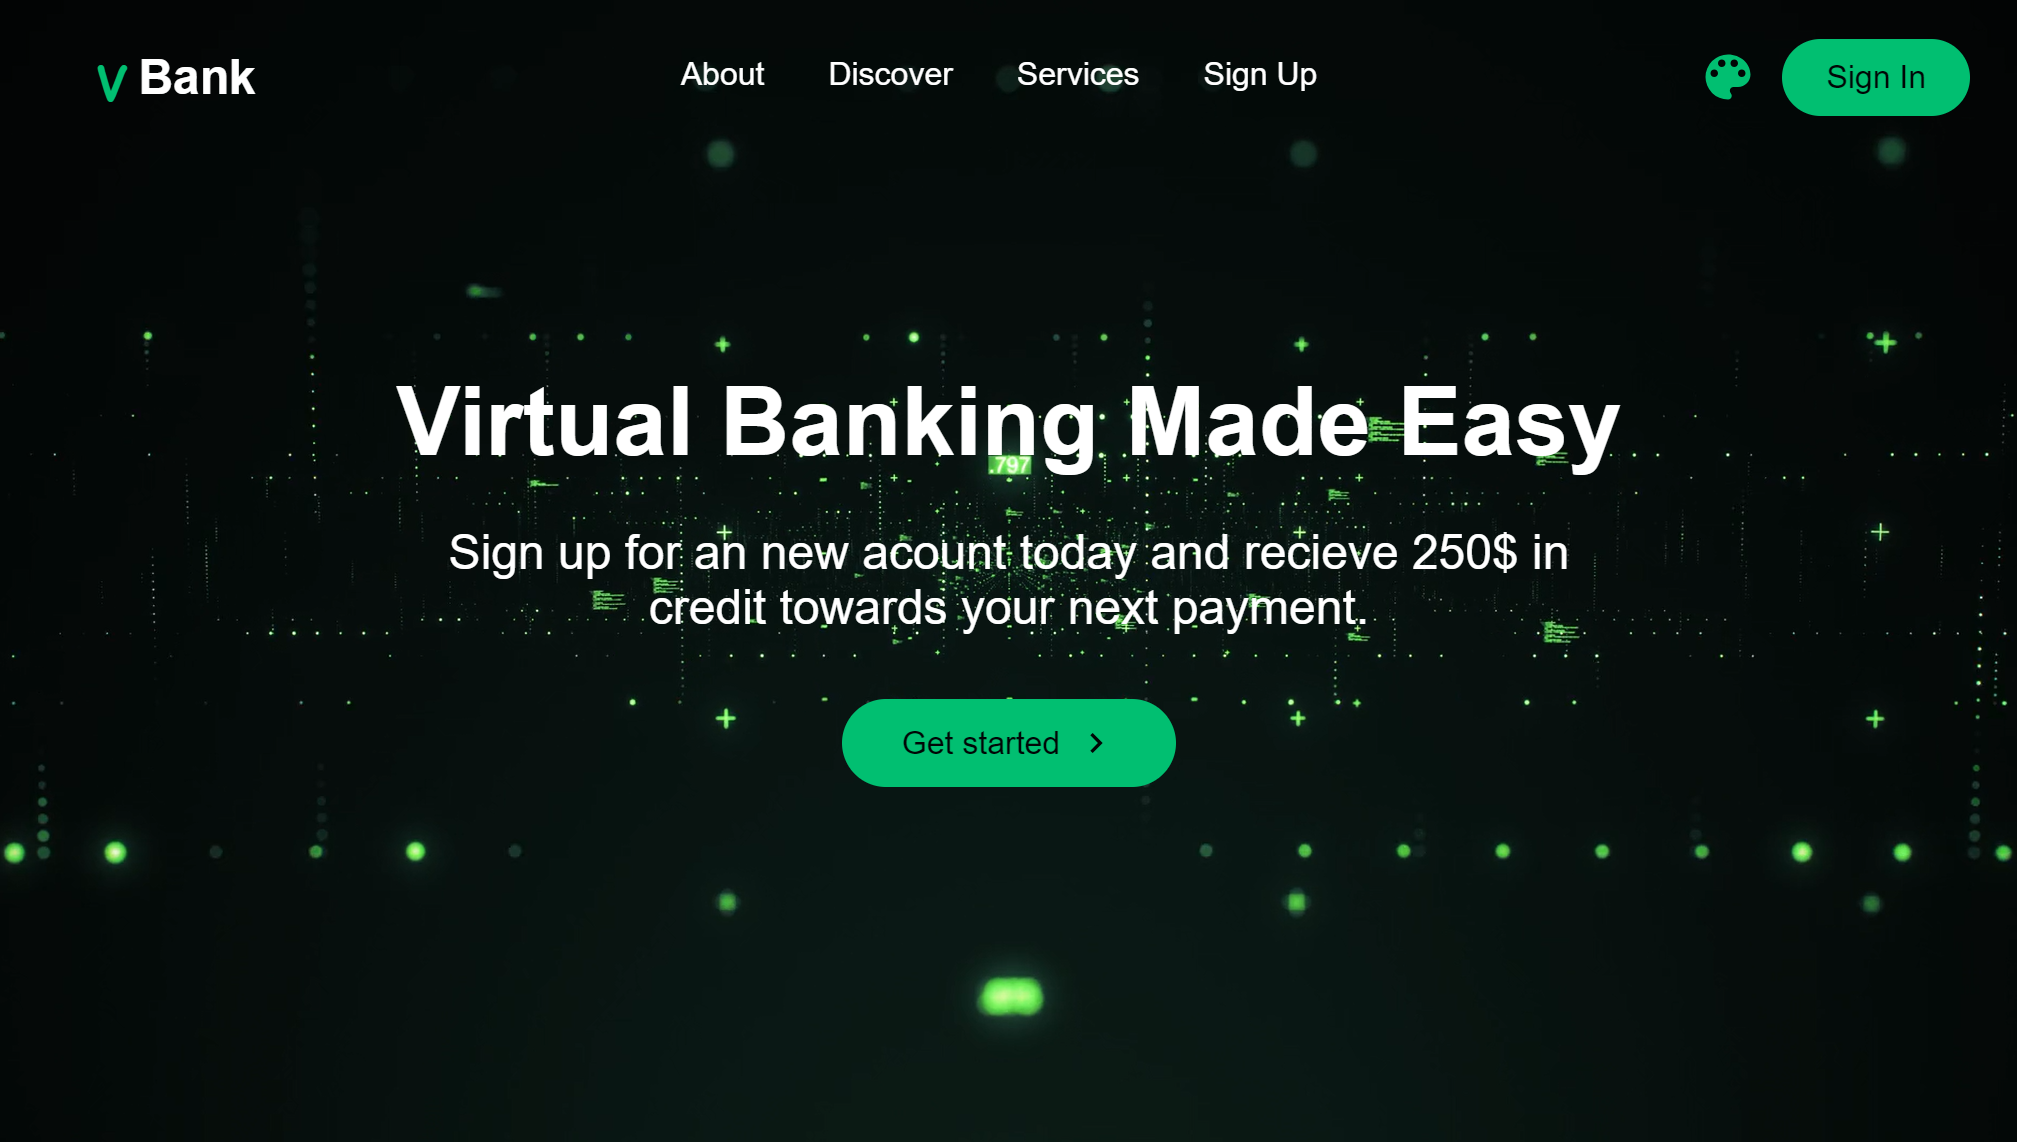 V Bank
About Discover Services Sign Up
Sign In
Virtual Banking Made Easy
.797
Sign up for an new acount today and recieve 250$ in
credit towards your next payment.
Get started